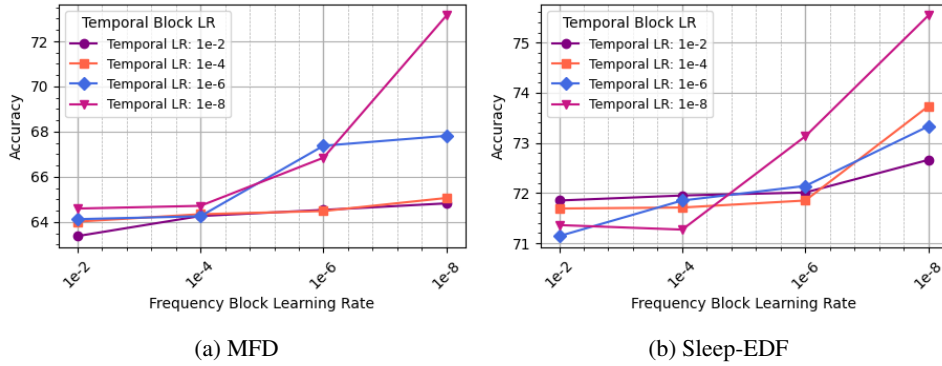 Temporal Block LR
Temporal LR: 1e-2
Temporal LR: 1e-4
Temporal LR: 1e-6
Temporal LR: 1e-8
72
70
68
66
64
Accuracy
1e-2
1e-4
1e-6
1e-8
Frequency Block Learning Rate
(a) MFD
Temporal Block LR
Temporal LR: 1e-2
Temporal LR: 1e-4
Temporal LR: 1e-6
Temporal LR: 1e-8
75
74
73
72
71
Accuracy
1e-2
1e-4
1e-6
1e-8
Frequency Block Learning Rate
(b) Sleep-EDF